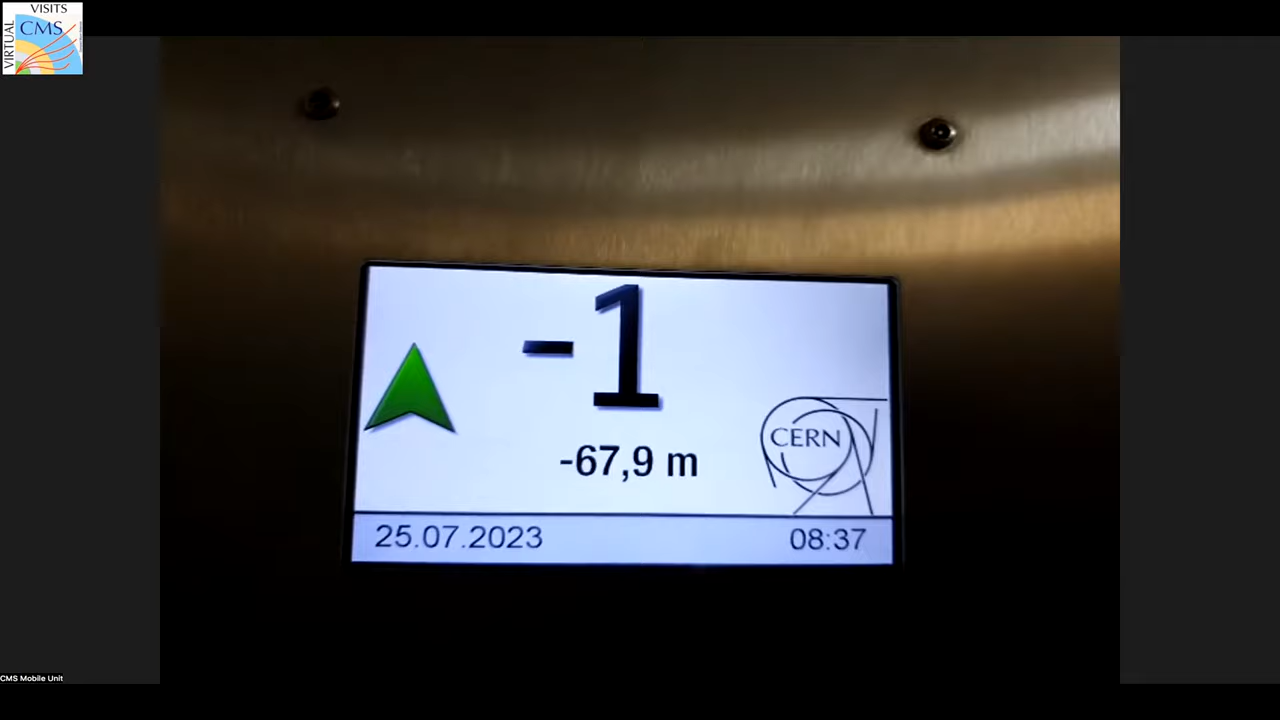 VISITS
VIRTUAL
CMS
-1
-67,9 m
CERN
25.07.2023
08:37
CMS Mobile Unit